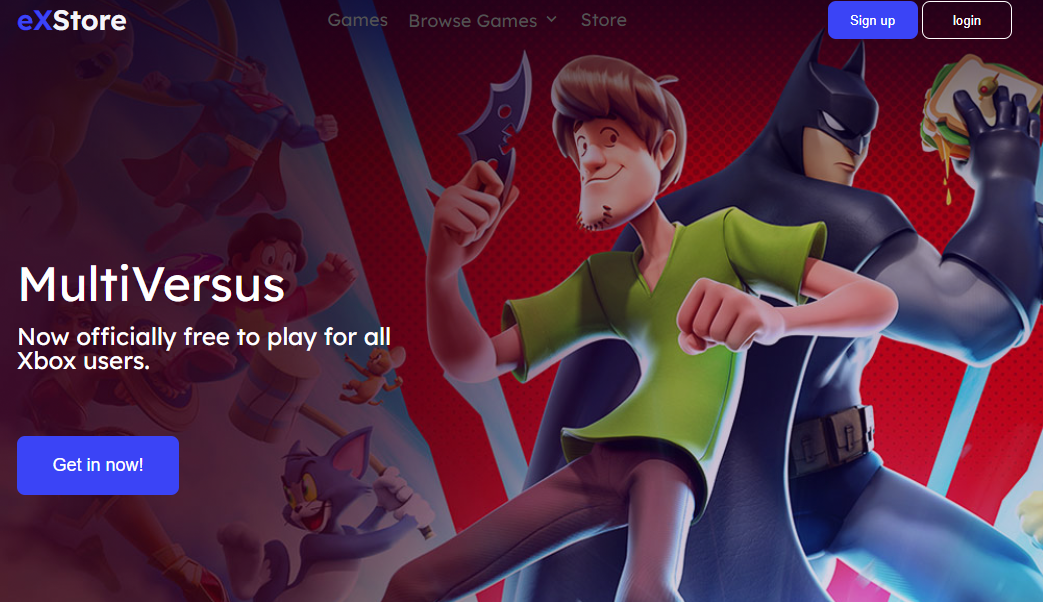 eXStore
Games Browse Games Store
Sign up login
MultiVersus
Now officially free to play for all
Xbox users.
Get in now!